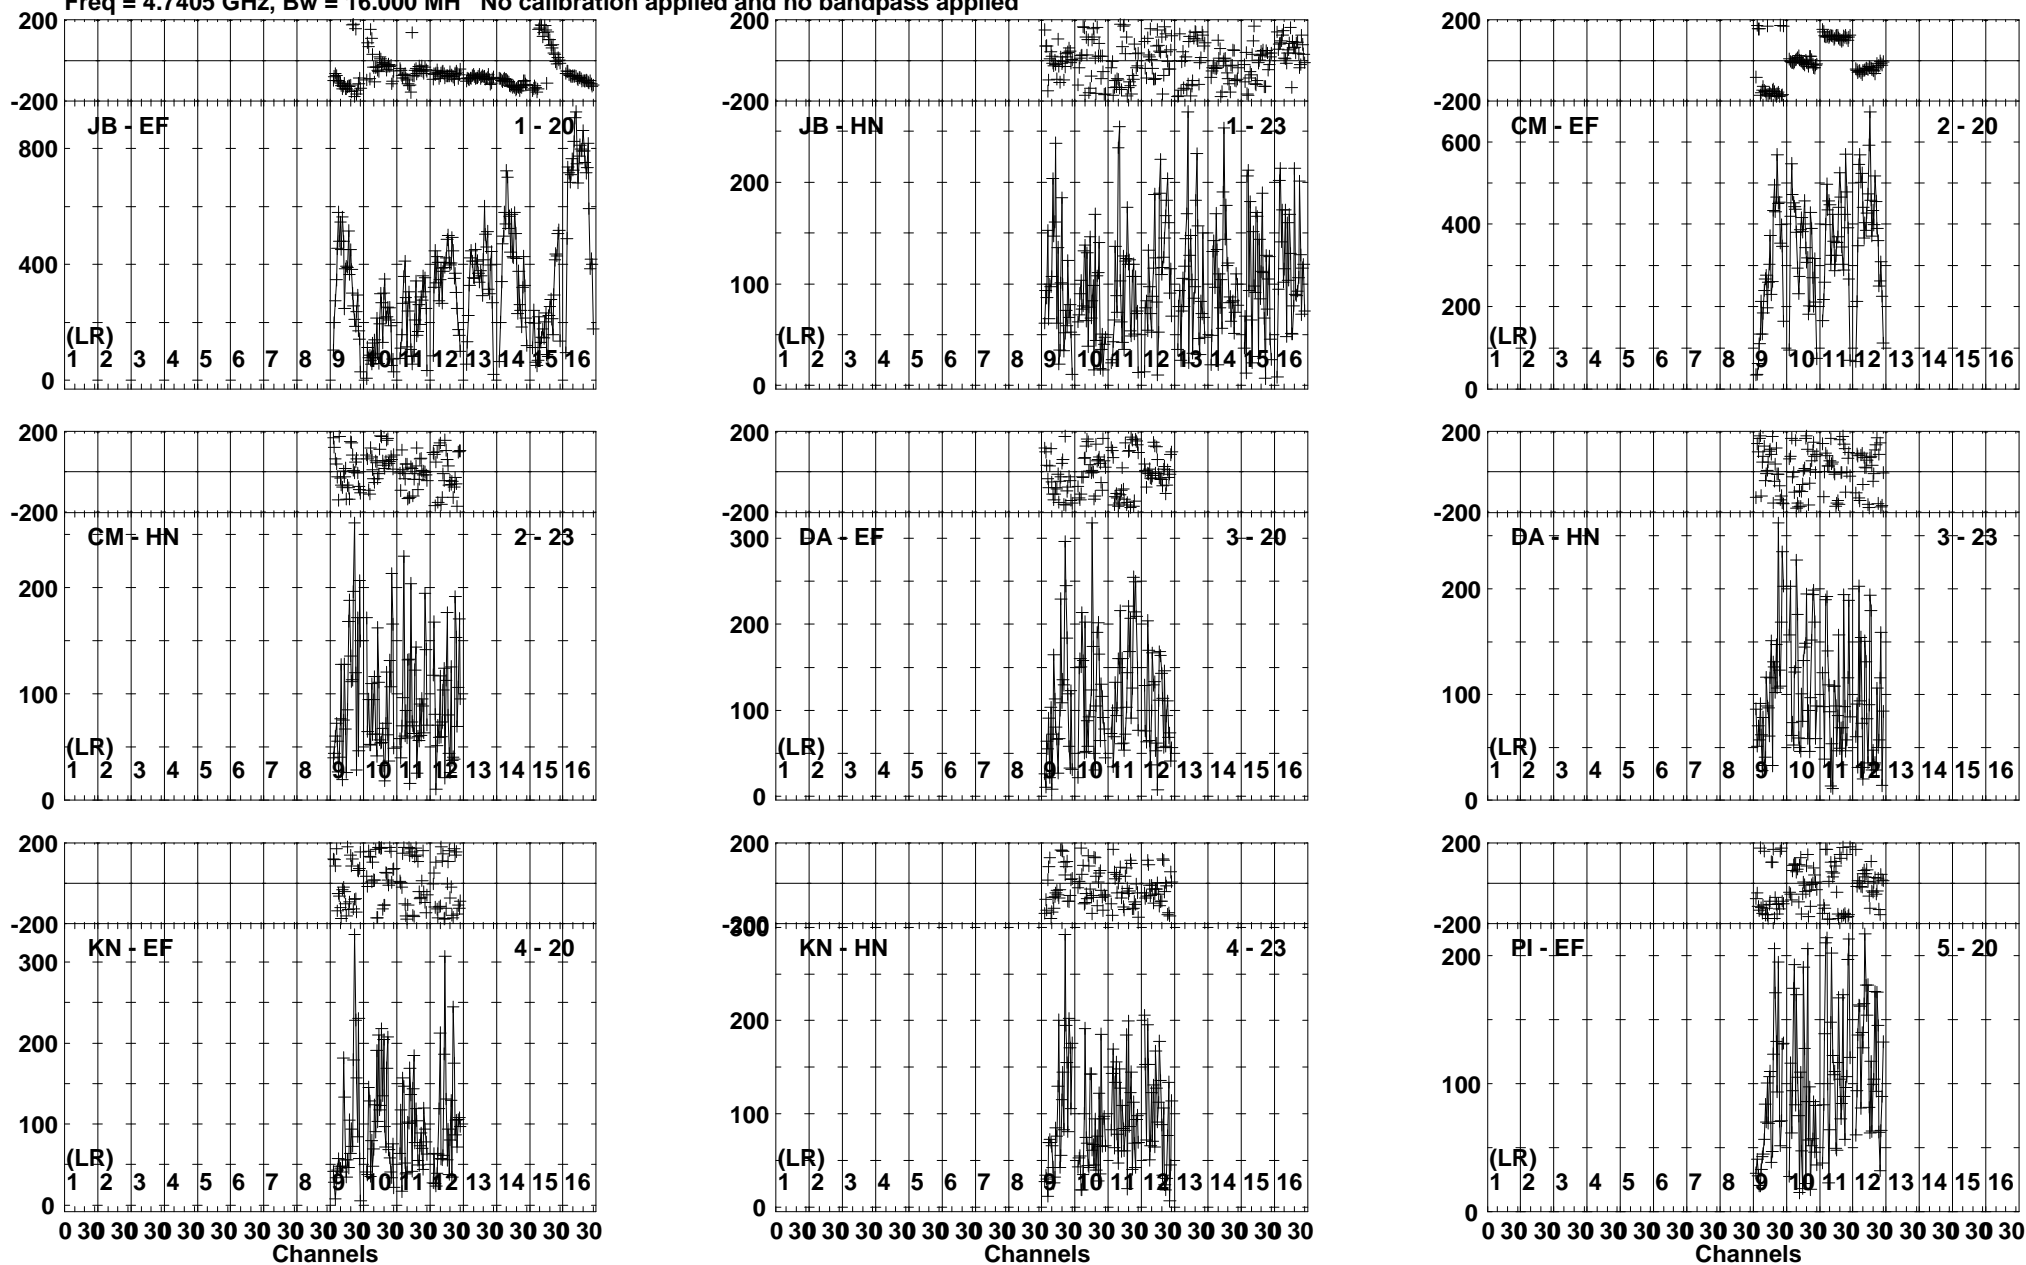 Freq = 4.7405 GHz, Bw = 16.000 MH   No calibration applied and no bandpass applied
200
-200
JB - EF 1 - 20
800
400
(LR)
1 2 3 4 5 6 7 8 9 10 11 12 13 14 15 16
0
200
-200
JB - HN 1 - 23
200
100
(LR)
1 2 3 4 5 6 7 8 9 10 11 12 13 14 15 16
0
200
-200
CM - EF 2 - 20
600
400
200
(LR)
1 2 3 4 5 6 7 8 9 10 11 12 13 14 15 16
0
200
-200
CM - HN 2 - 23
200
100
(LR)
1 2 3 4 5 6 7 8 9 10 11 12 13 14 15 16
0
200
-200
DA - EF 3 - 20
300
200
100
(LR)
1 2 3 4 5 6 7 8 9 10 11 12 13 14 15 16
0
200
-200
DA - HN 3 - 23
200
100
(LR)
1 2 3 4 5 6 7 8 9 10 11 12 13 14 15 16
0
200
-200
KN - EF 4 - 20
300
200
100
(LR)
1 2 3 4 5 6 7 8 9 10 11 12 13 14 15 16
0
0 30 30 30 30 30 30 30 30 30 30 30 30 30 30 30 30
Channels
200
-200
300
KN - HN 4 - 23
200
100
(LR)
1 2 3 4 5 6 7 8 9 10 11 12 13 14 15 16
0
0 30 30 30 30 30 30 30 30 30 30 30 30 30 30 30 30
Channels
200
-200
PI - EF 5 - 20
200
100
(LR)
1 2 3 4 5 6 7 8 9 10 11 12 13 14 15 16
0
0 30 30 30 30 30 30 30 30 30 30 30 30 30 30 30 30
Channels